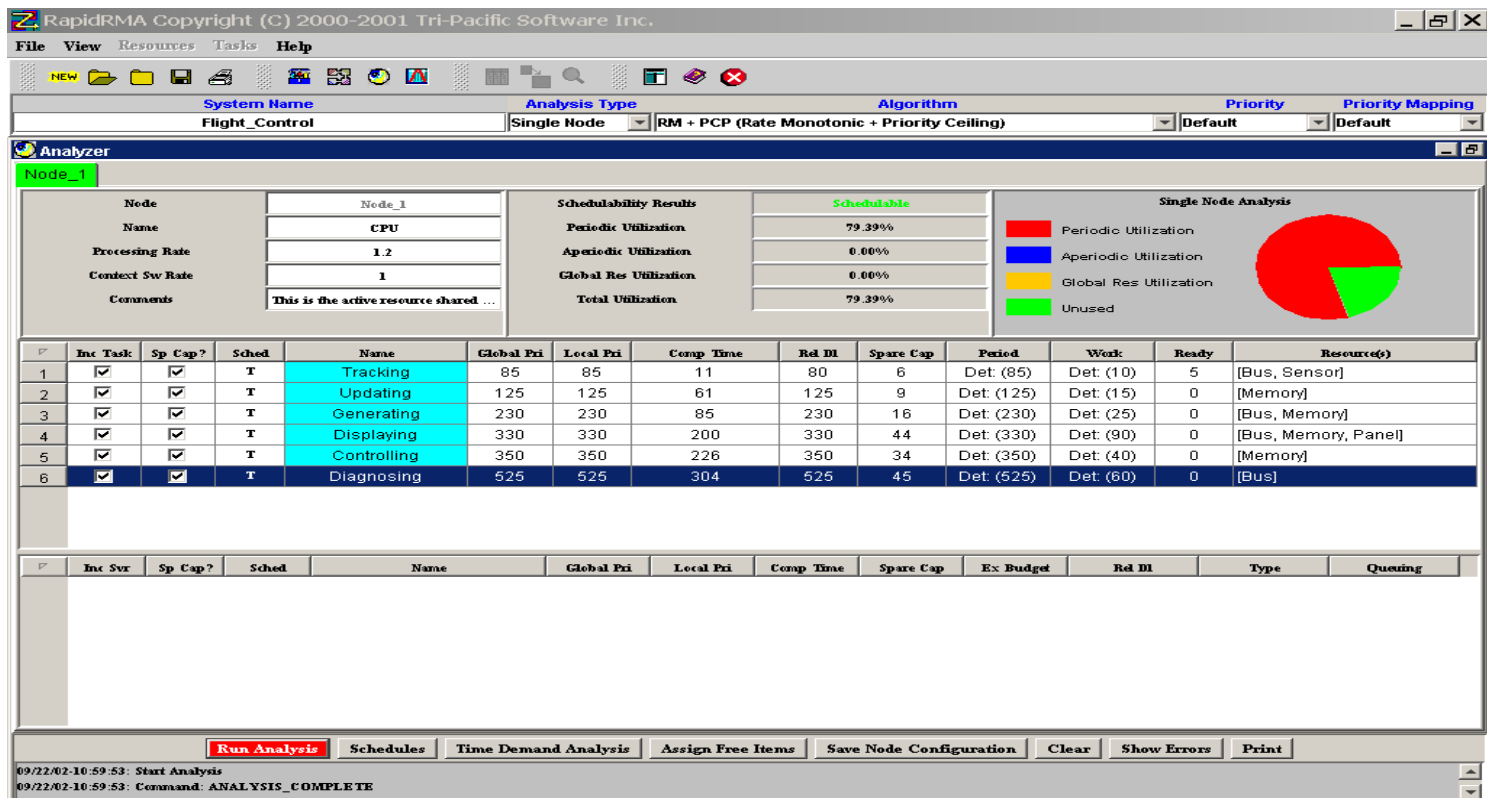 RapidRMA Copyright (C) 2000-2001 Tri-Pacific Software Inc.
File View Resources Tasks Help
NEW
System Name Analysis Type Algorithm Priority Priority Mapping
Flight_Control Single Node RM + PCP (Rate Monotonic + Priority Ceiling) Default Default
Analyzer
Node_1
Node Node_1 Schedulability Results Schedulable Single Node Analysis
Name CPU Periodic Utilization 79.39% Periodic Utilization
Processing Rate 1.2 Aperiodic Utilization 0.00% Aperiodic Utilization
Context Sw Rate 1 Global Res Utilization 0.00% Global Res Utilization
Comments This is the active resource shared ... Total Utilization 79.39% Unused
Inc Task Sp Cap? Sched Name Global Pri Local Pri Comp Time Rel Dl Spare Cap Period Work Ready Resource(s)
1 T Tracking 85 85 11 80 6 Det: (85) Det: (10) 5 [Bus, Sensor]
2 T Updating 125 125 61 125 9 Det: (125) Det: (15) 0 [Memory]
3 T Generating 230 230 85 230 16 Det: (230) Det: (25) 0 [Bus, Memory]
4 T Displaying 330 330 200 330 44 Det: (330) Det: (90) 0 [Bus, Memory, Panel]
5 T Controlling 350 350 226 350 34 Det: (350) Det: (40) 0 [Memory]
6 T Diagnosing 525 525 304 525 45 Det: (525) Det: (60) 0 [Bus]
Inc Svr Sp Cap? Sched Name Global Pri Local Pri Comp Time Spare Cap Ex Budget Rel Dl Type Queuing
Run Analysis Schedules Time Demand Analysis Assign Free Items Save Node Configuration Clear Show Errors Print
09/22/02-10:59:53: Start Analysis
09/22/02-10:59:53: Command: ANALYSIS_COMPLETE